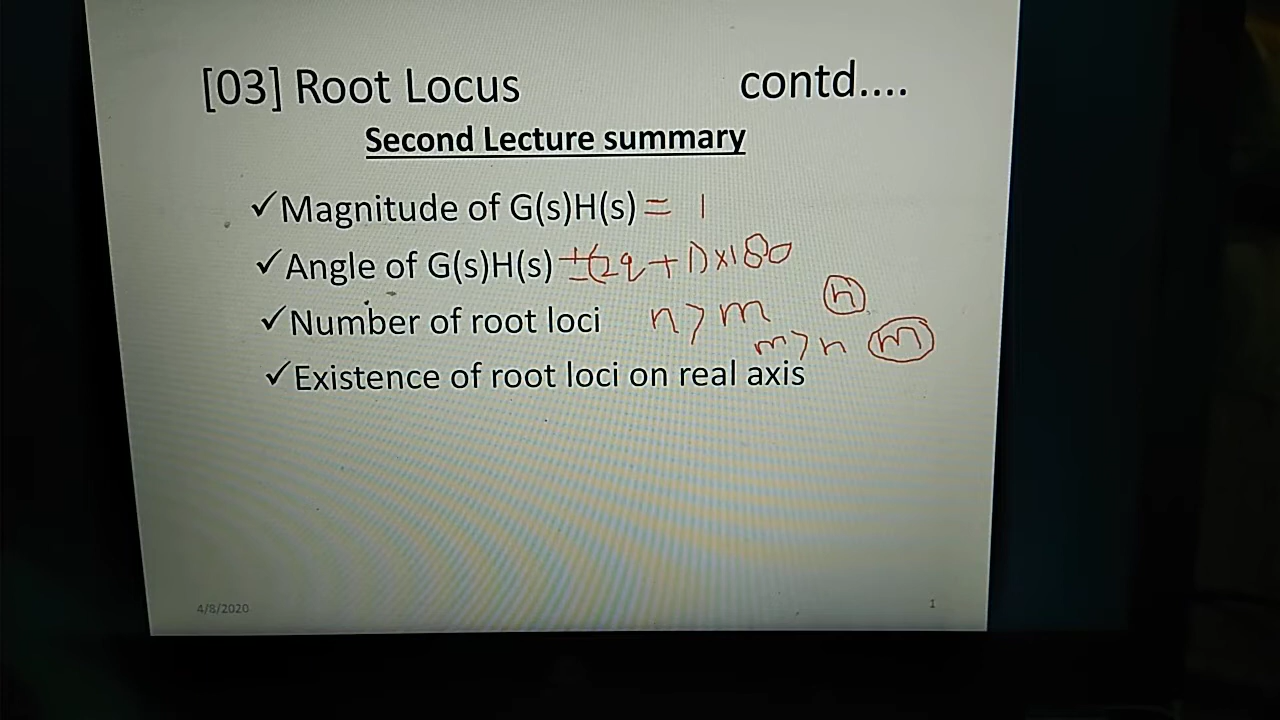 [03] Root Locus contd....
Second Lecture summary
✓Magnitude of G(s)H(s) = 1
✓Angle of G(s)H(s) ±(2q+1)×180
✓Number of root loci n>m n
m>n m
✓Existence of root loci on real axis
4/8/2020 1